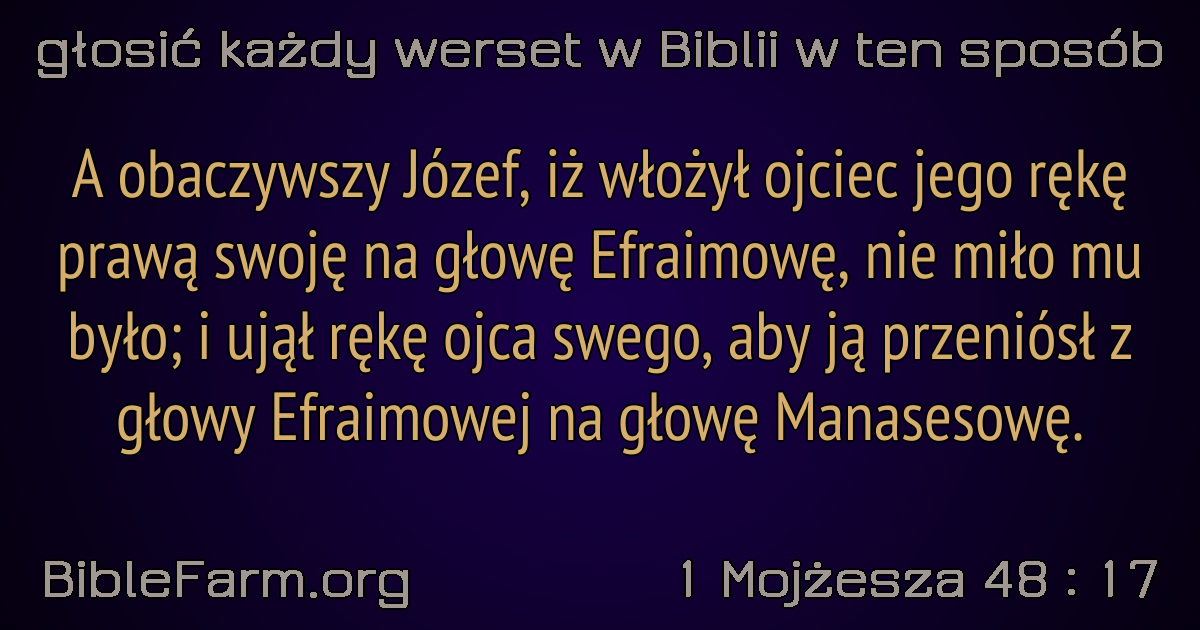 głosić każdy werset w Biblii w ten sposób
A obaczywszy Józef, iż włożył ojciec jego rękę
prawą swoję na głowę Efraimowę, nie miło mu
było; i ujął rękę ojca swego, aby ją przeniósł z
głowy Efraimowej na głowę Manasesowę.
BibleFarm.org
1 Mojżesza 48 : 17